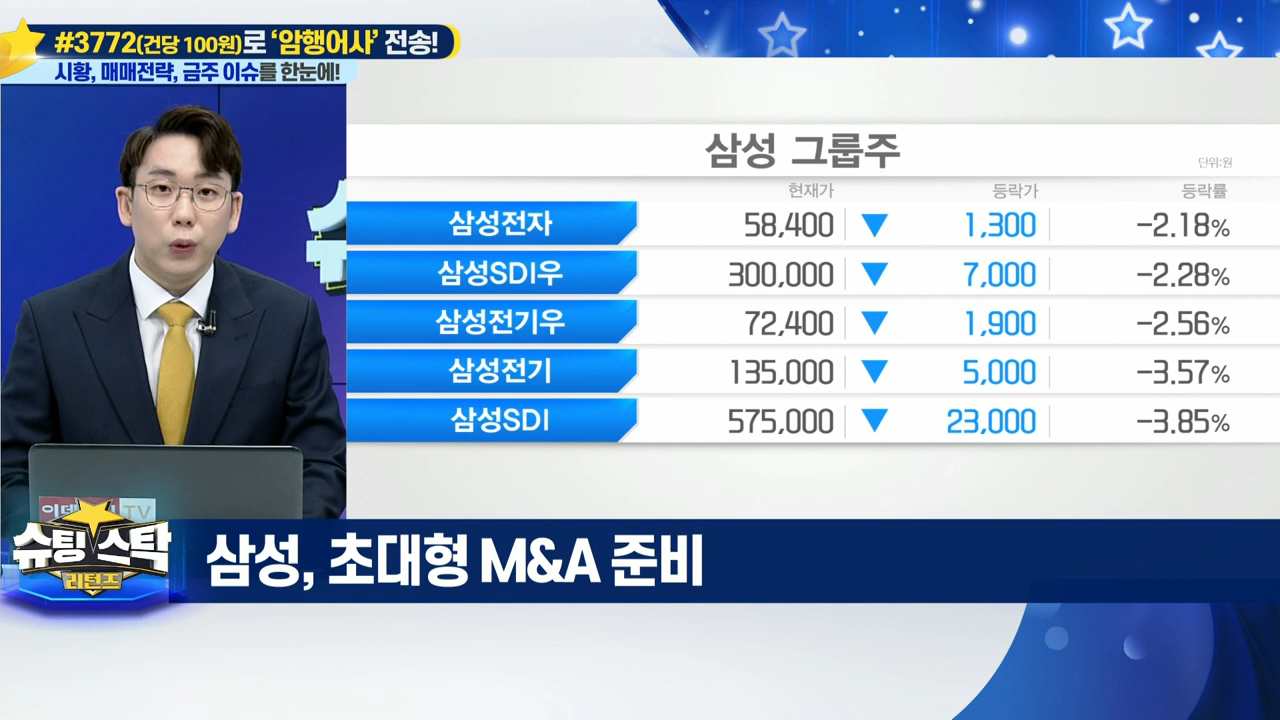 #3772(건당 100원)로 ‘암행어사’ 전송!
시황, 매매전략, 금주 이슈를 한눈에!
삼성 그룹주
단위:원
현재가 등락가 등락률
삼성전자 58,400 ▼ 1,300 -2.18%
삼성SDI우 300,000 ▼ 7,000 -2.28%
삼성전기우 72,400 ▼ 1,900 -2.56%
삼성전기 135,000 ▼ 5,000 -3.57%
삼성SDI 575,000 ▼ 23,000 -3.85%
TV
슈팅스탁
리턴즈
삼성, 초대형 M&A 준비